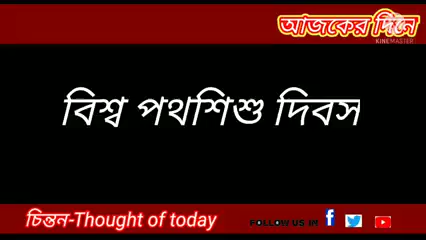 আজকের দিনে
KINEMASTER
বিশ্ব পথশিশু দিবস
চিন্তন-Thought of today
FOLLOW US IN